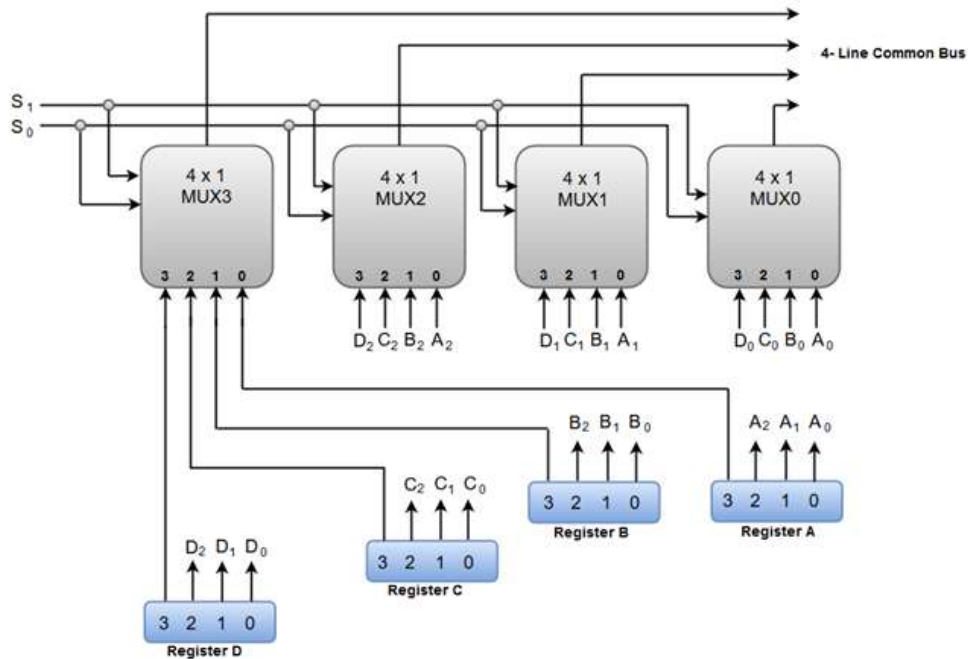 4- Line Common Bus
S1
S0
4 x 1
MUX3
4 x 1
MUX2
4 x 1
MUX1
4 x 1
MUX0
3 2 1 0
3 2 1 0
3 2 1 0
3 2 1 0
D2 C2 B2 A2
D1 C1 B1 A1
D0 C0 B0 A0
B2 B1 B0
A2 A1 A0
3 2 1 0
Register B
3 2 1 0
Register A
C2 C1 C0
3 2 1 0
Register C
D2 D1 D0
3 2 1 0
Register D